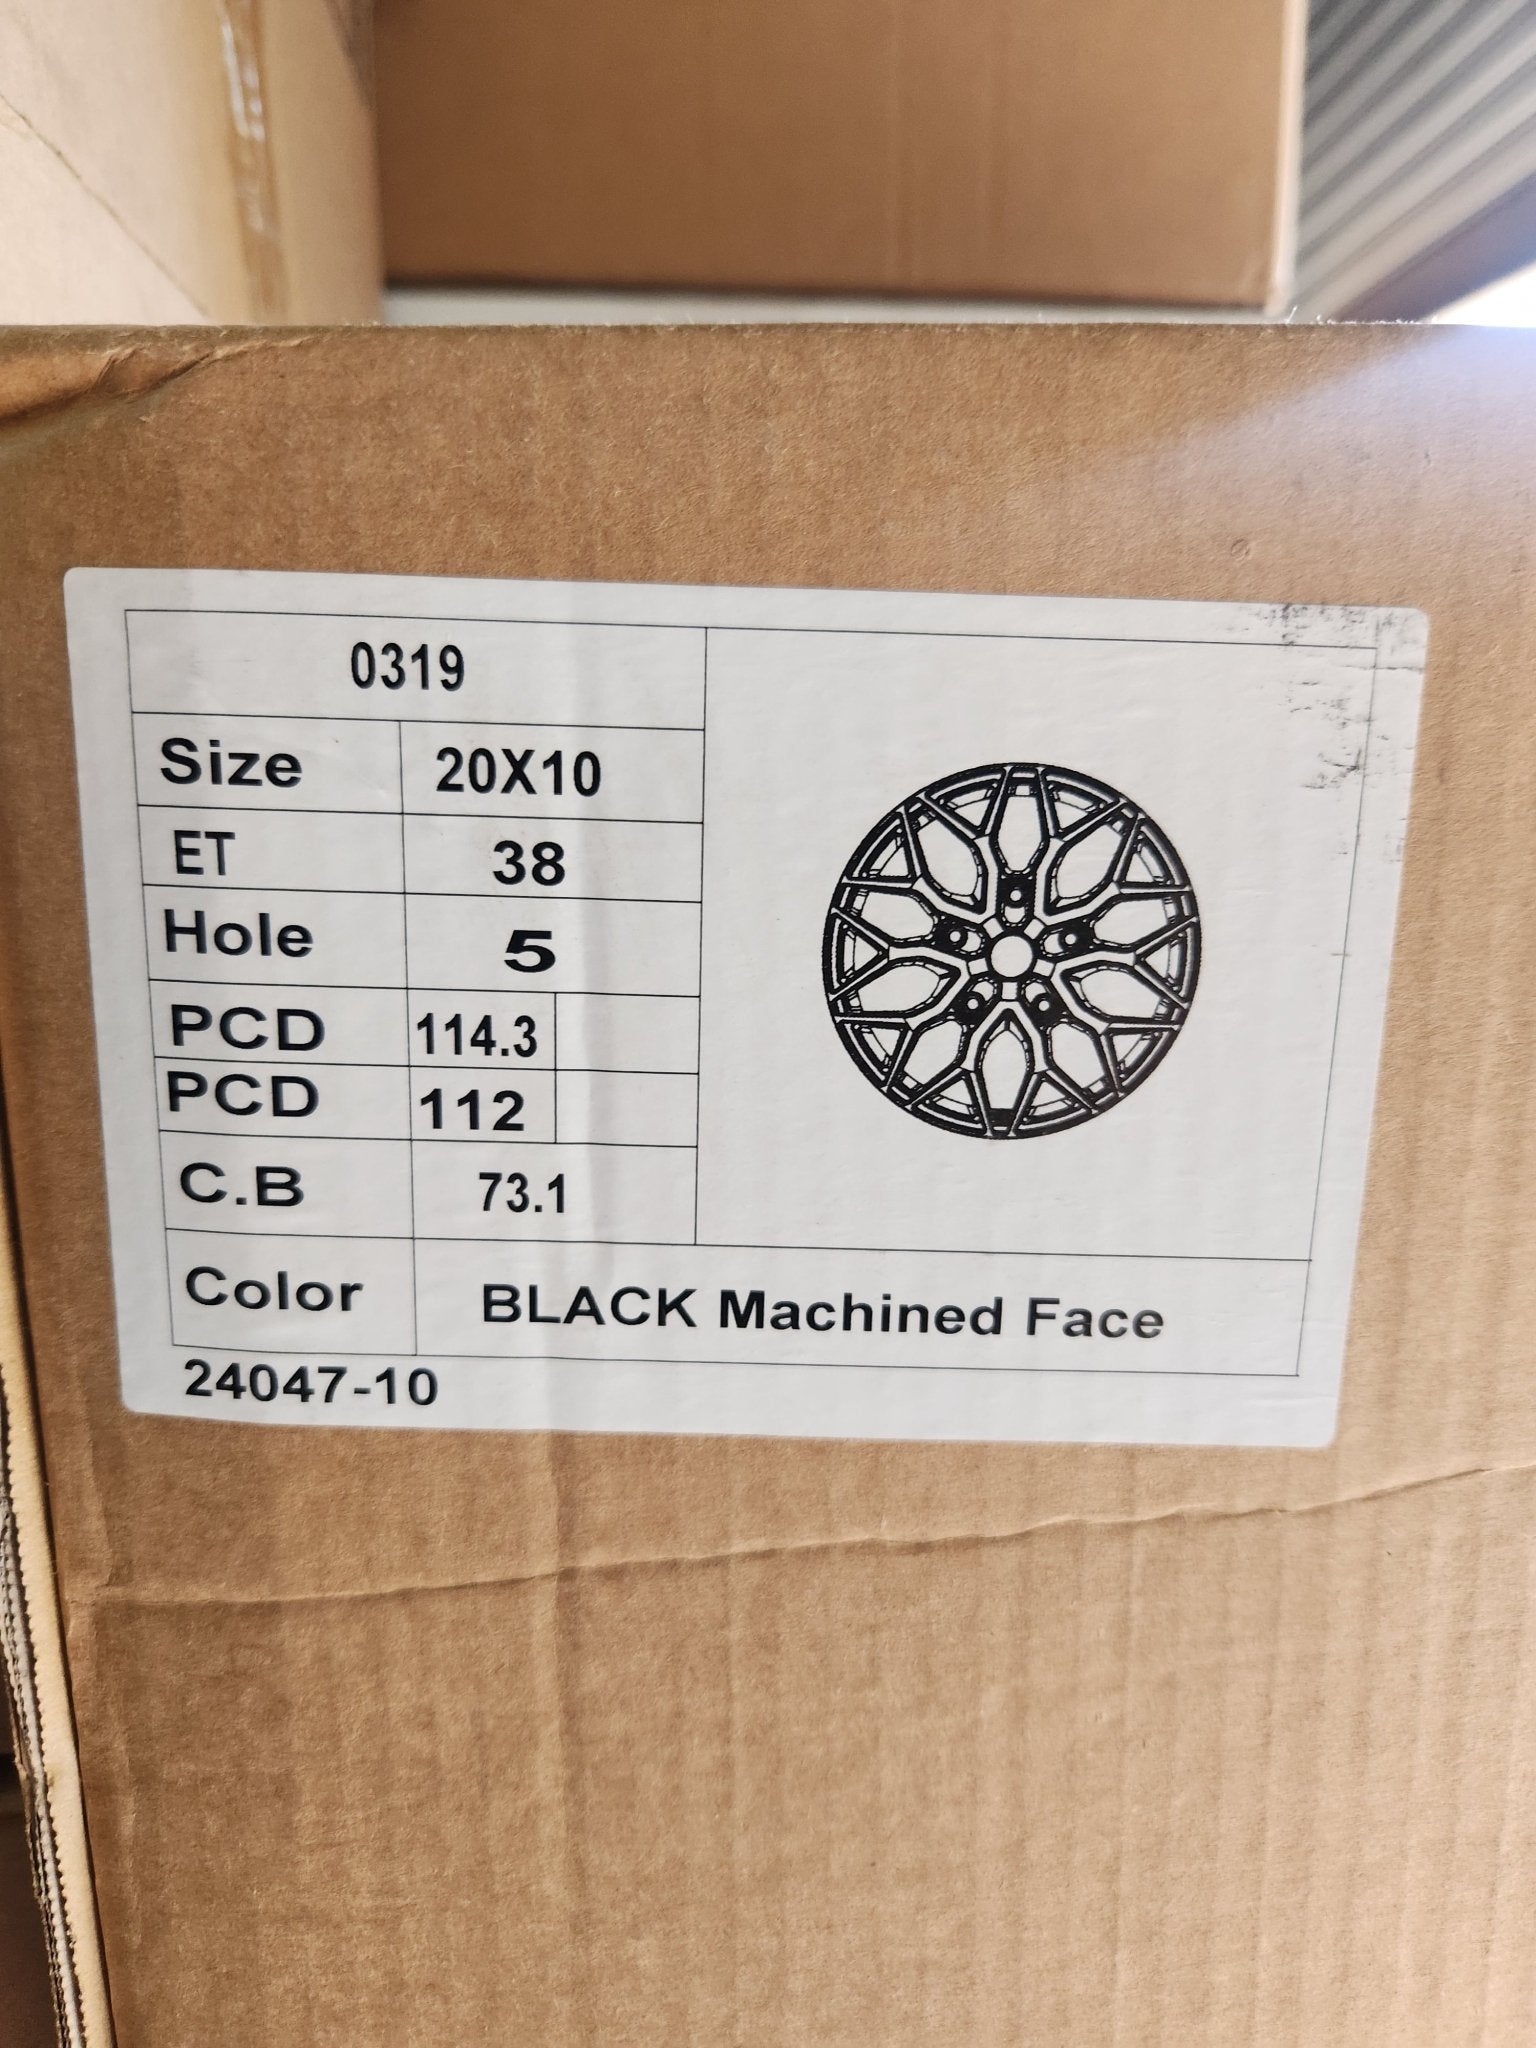 0319
Size 20X10
ET 38
Hole 5
PCD 114.3
PCD 112
C.B 73.1
Color BLACK Machined Face
24047-10